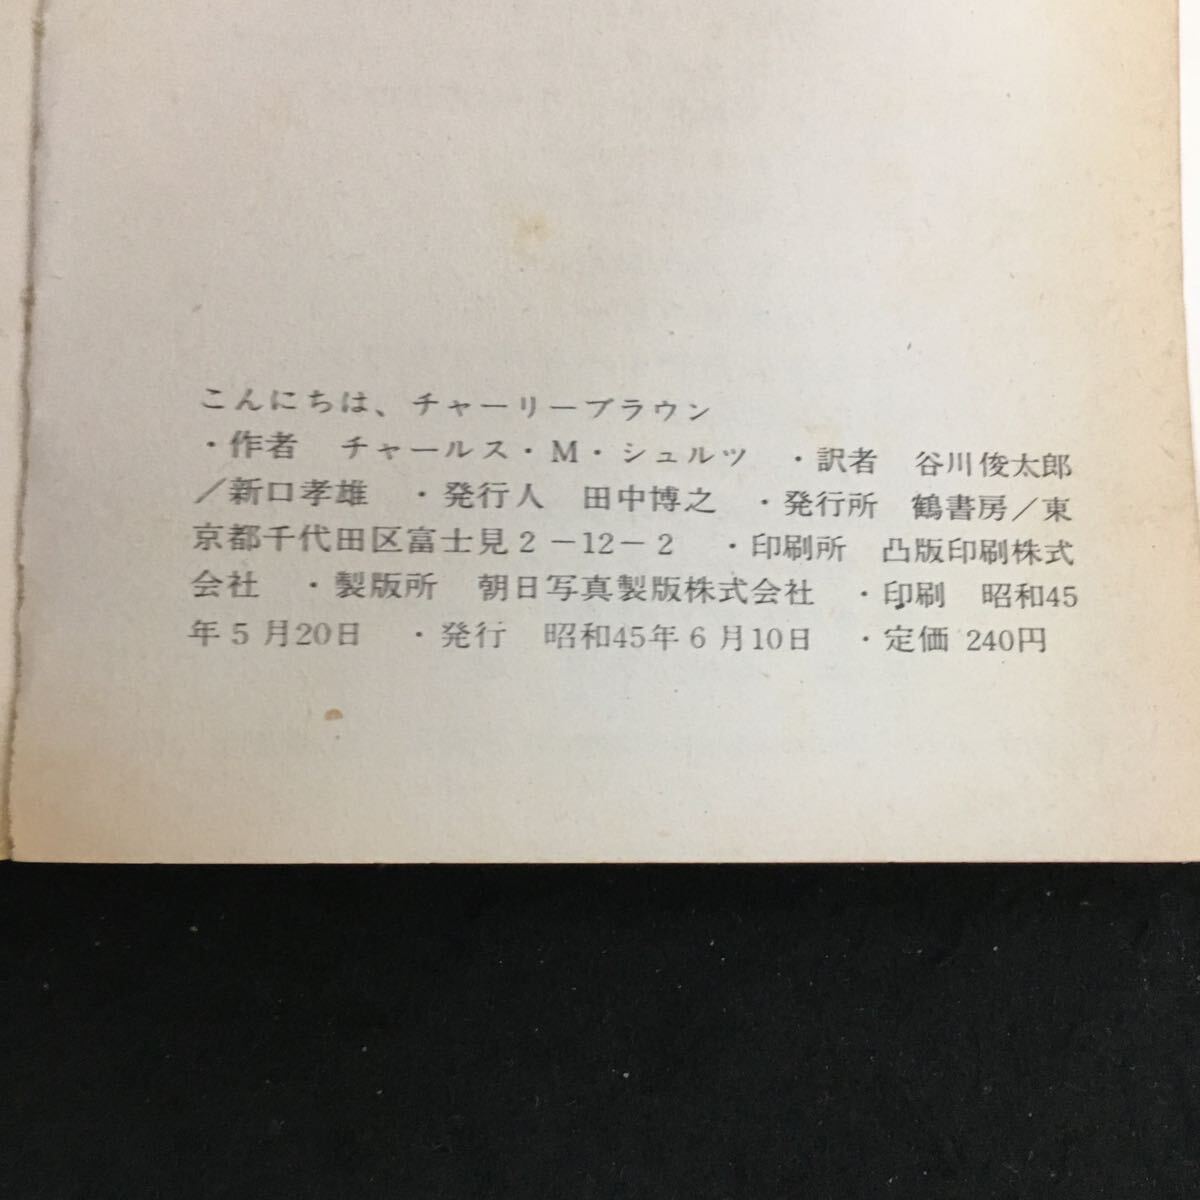 こんにちは、チャーリーブラウン
・作者　チャールス・M・シュルツ　・訳者　谷川俊太郎
／新口孝雄　・発行人　田中博之　・発行所　鶴書房／東
京都千代田区富士見2－12－2　・印刷所　凸版印刷株式
会社　・製版所　朝日写真製版株式会社　・印刷　昭和45
年5月20日　・発行　昭和45年6月10日　・定価 240円